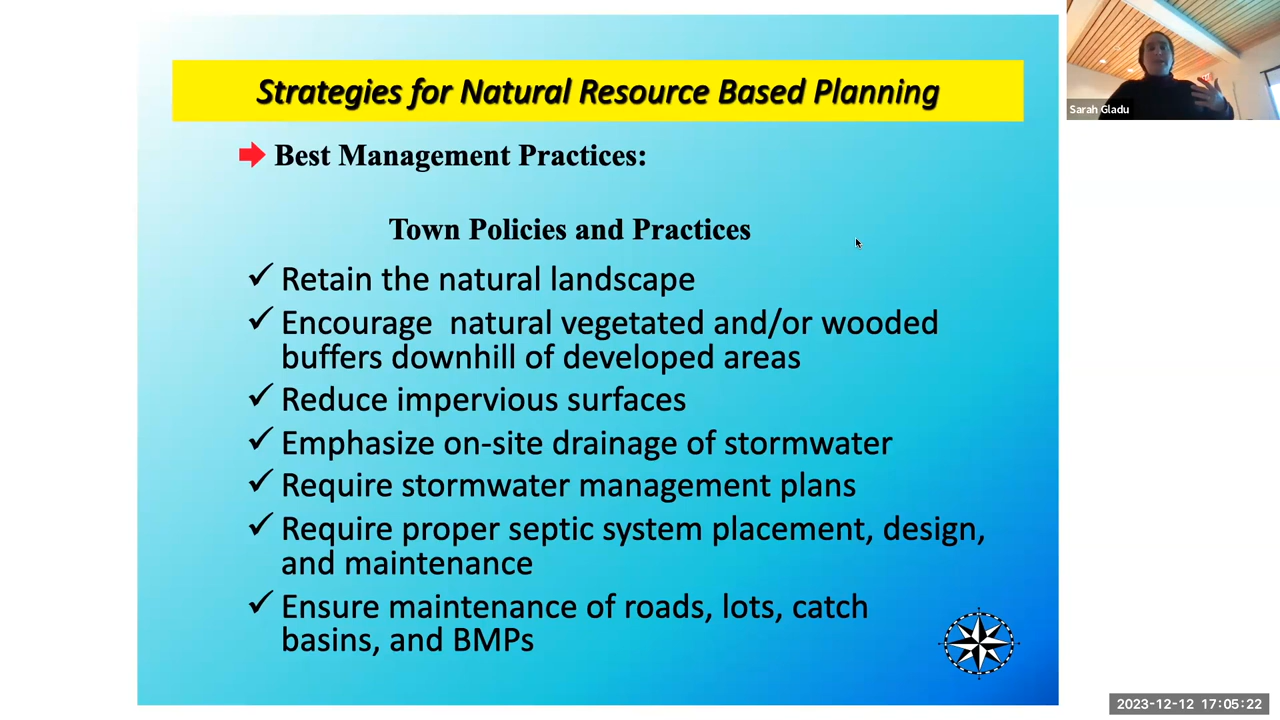 Strategies for Natural Resource Based Planning
Best Management Practices:
Town Policies and Practices
Retain the natural landscape
Encourage natural vegetated and/or wooded
buffers downhill of developed areas
Reduce impervious surfaces
Emphasize on-site drainage of stormwater
Require stormwater management plans
Require proper septic system placement, design,
and maintenance
Ensure maintenance of roads, lots, catch
basins, and BMPs
Sarah Gladu
2023-12-12 17:05:22